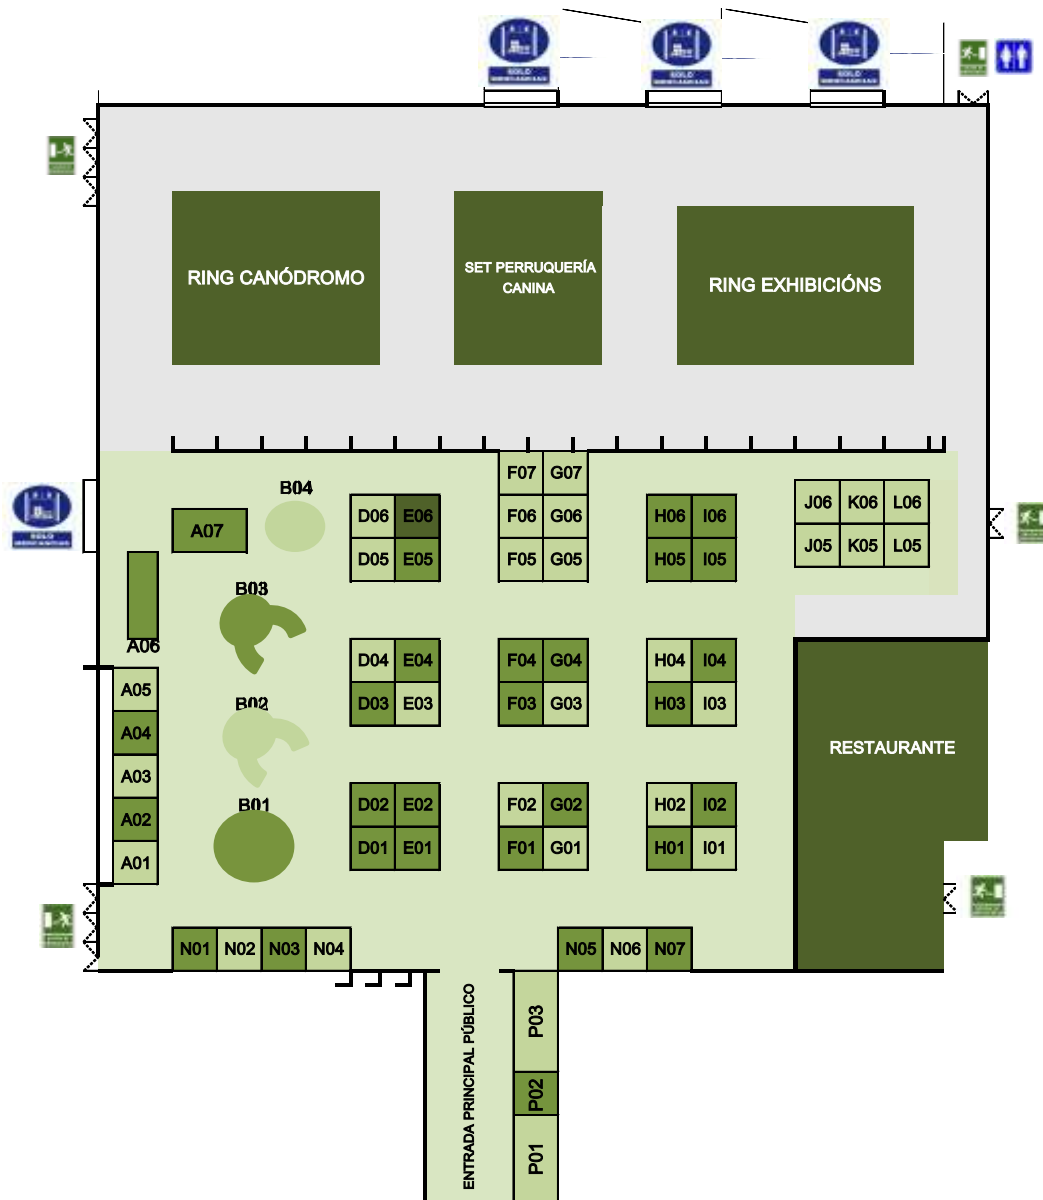 SOLO
SOLO
SOLO
RING CANÓDROMO
SET PERRUQUERÍA
CANINA
RING EXHIBICIÓNS
F07 G07
B04
D06 E06
F06 G06
H06 I06
J06 K06 L06
A07
D05 E05
F05 G05
H05 I05
J05 K05 L05
SOLO
B03
A06
D04 E04
F04 G04
H04 I04
A05
D03 E03
F03 G03
H03 I03
B02
A04
RESTAURANTE
A03
B01
D02 E02
F02 G02
H02 I02
A02
D01 E01
F01 G01
H01 I01
A01
N01 N02 N03 N04
N05 N06 N07
ENTRADA PRINCIPAL PÚBLICO
P03
P02
P01